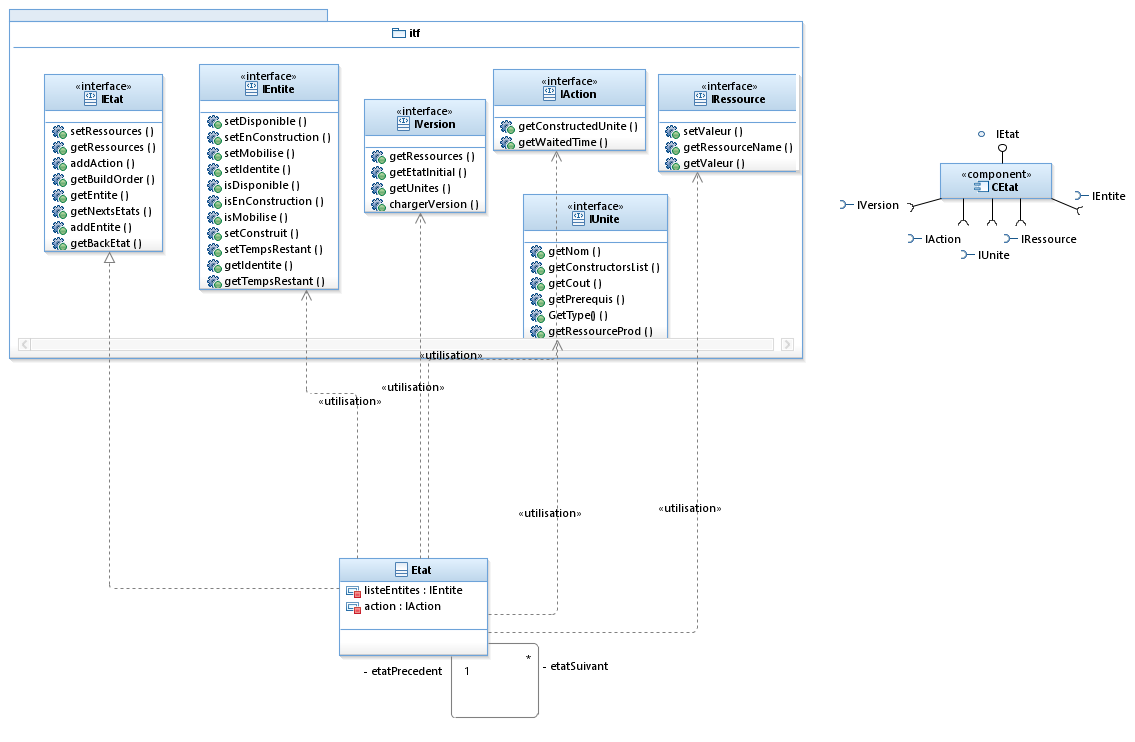 itf
«interface»
IEtat
setRessources ()
getRessources ()
addAction ()
getBuildOrder ()
getEntite ()
getNextsEtats ()
addEntite ()
getBackEtat ()
«interface»
IEntite
setDisponible ()
setEnConstruction ()
setMobilise ()
setIdentite ()
isDisponible ()
isEnConstruction ()
isMobilise ()
setConstruit ()
setTempsRestant ()
getIdentite ()
getTempsRestant ()
«interface»
IVersion
getRessources ()
getEtatInitial ()
getUnites ()
chargerVersion ()
«interface»
IAction
getConstructedUnite ()
getWaitedTime ()
«interface»
IRessource
setValeur ()
getRessourceName ()
getValeur ()
«interface»
IUnite
getNom ()
getConstructorsList ()
getCout ()
getPrerequis ()
GetType() ()
getRessourceProd ()
IEtat
«component»
CEtat
IVersion
IEntite
IAction
IRessource
IUnite
«utilisation»
«utilisation»
«utilisation»
«utilisation»
«utilisation»
Etat
listeEntites : IEntite
action : IAction
- etatPrecedent
1
*
- etatSuivant